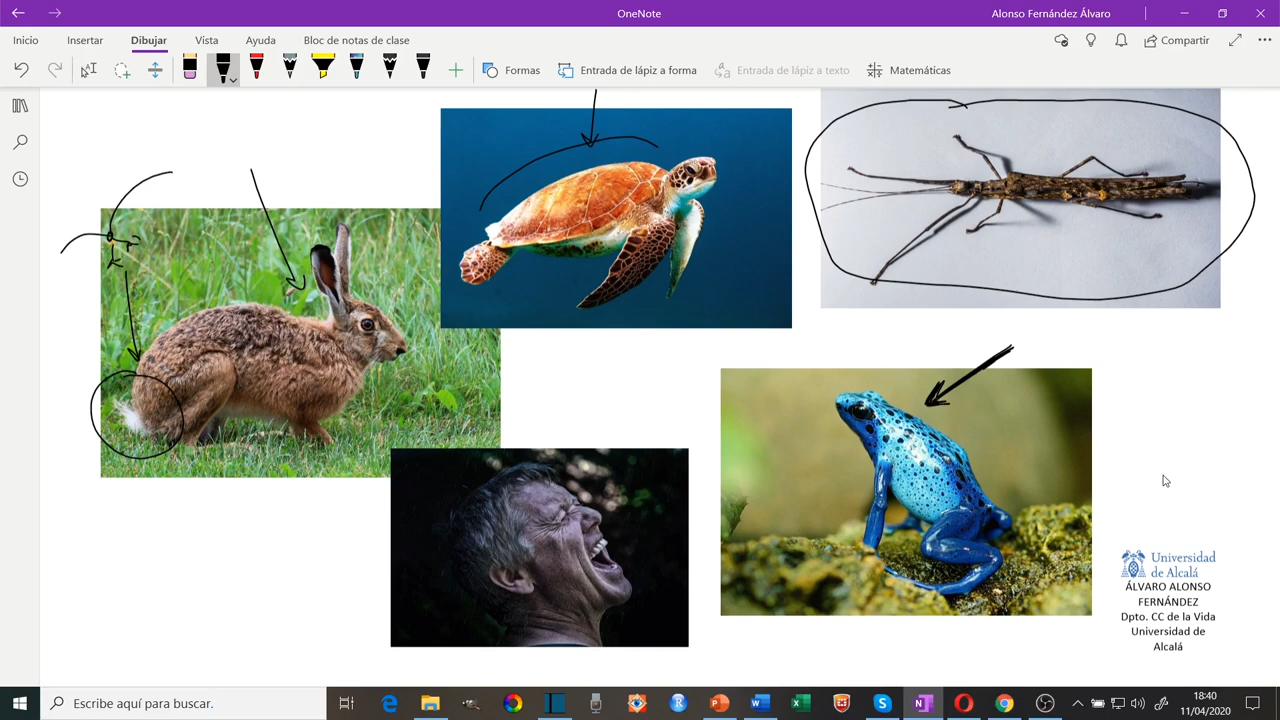 OneNote
Alonso Fernández Álvaro
Inicio
Insertar
Dibujar
Vista
Ayuda
Bloc de notas de clase
Compartir
Formas
Entrada de lápiz a forma
Entrada de lápiz a texto
Matemáticas
Universidad
de Alcalá
ÁLVARO ALONSO
FERNÁNDEZ
Dpto. CC de la Vida
Universidad de
Alcalá
Escribe aquí para buscar.
18:40
11/04/2020